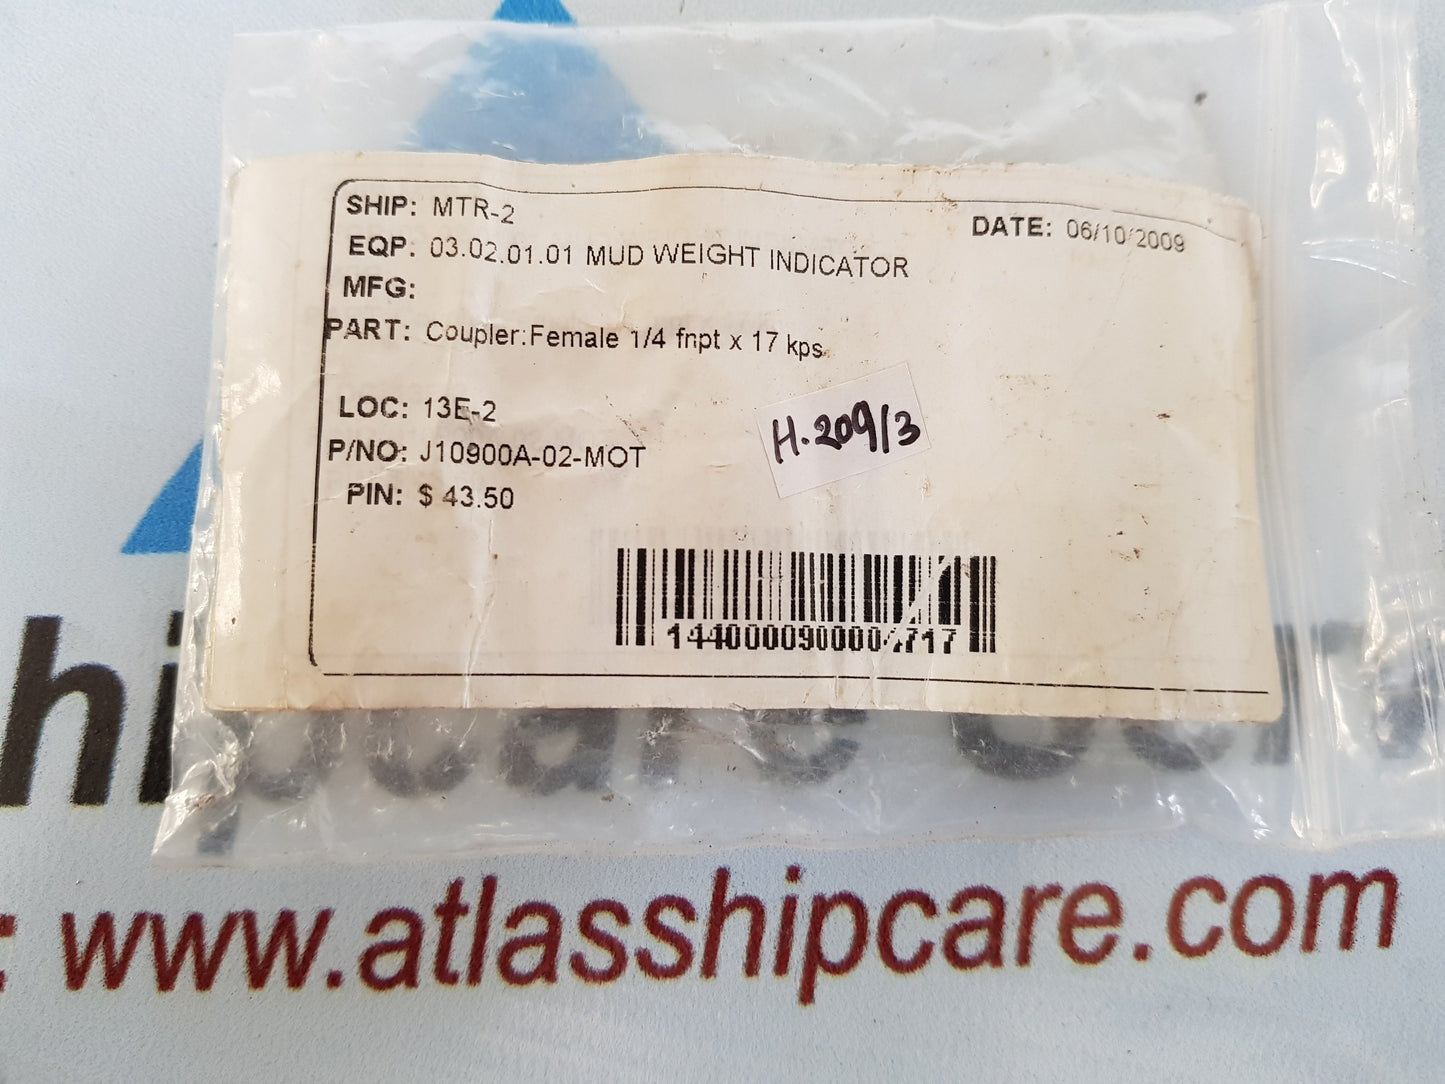 SHIP: MTR-2
DATE: 06/10/2009
EQP: 03.02.01.01 MUD WEIGHT INDICATOR
MFG:
PART: Coupler:Female 1/4 fnpt x 17 kps
LOC: 13E-2
H.209/3
P/NO: J10900A-02-MOT
PIN: $ 43.50
1440000900004717
hipcare
: www.atlasshipcare.com